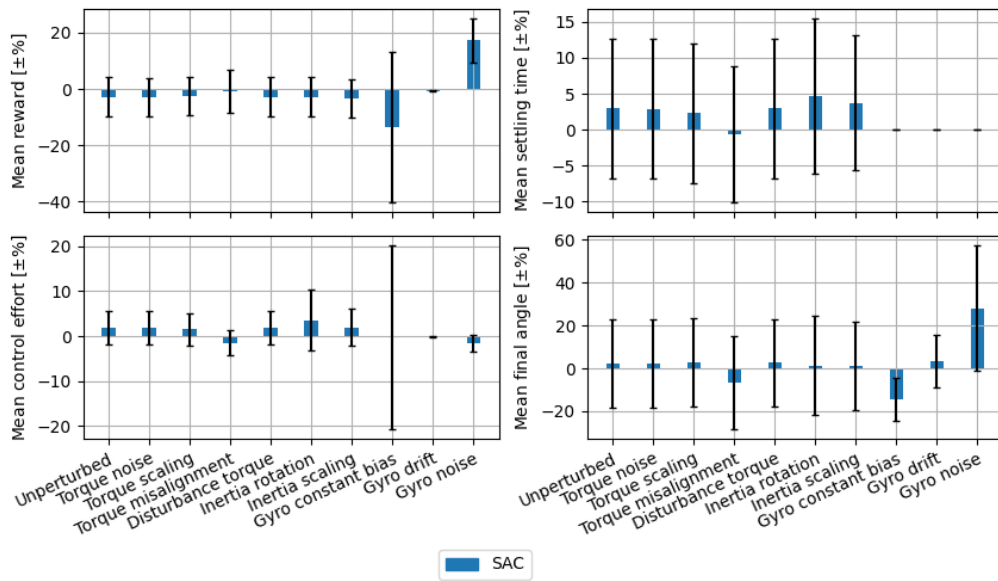 Mean reward [±%]
20
0
−20
−40
Mean settling time [±%]
15
10
5
0
−5
−10
Mean control effort [±%]
20
10
0
−10
−20
Mean final angle [±%]
60
40
20
0
−20
Unperturbed
Torque noise
Torque scaling
Torque misalignment
Disturbance torque
Inertia rotation
Inertia scaling
Gyro constant bias
Gyro drift
Gyro noise
Unperturbed
Torque noise
Torque scaling
Torque misalignment
Disturbance torque
Inertia rotation
Inertia scaling
Gyro constant bias
Gyro drift
Gyro noise
SAC